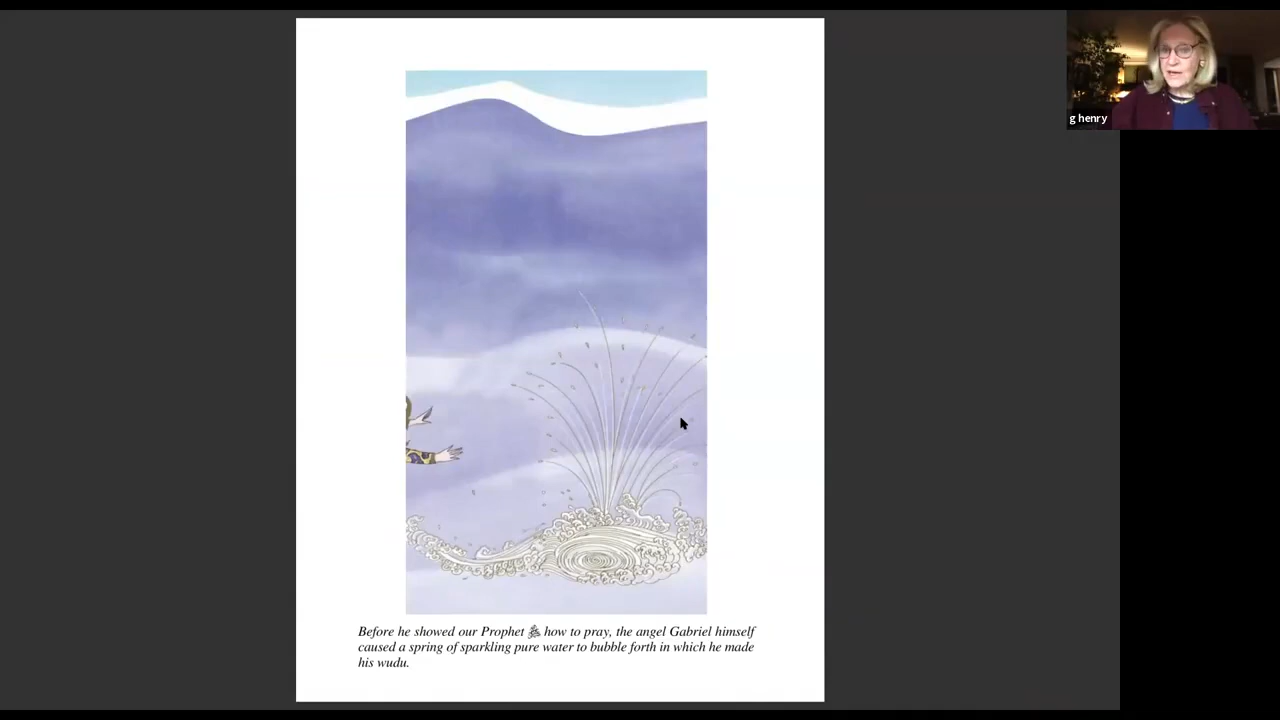 g henry
Before he showed our Prophet ﷺ how to pray, the angel Gabriel himself
caused a spring of sparkling pure water to bubble forth in which he made
his wudu.